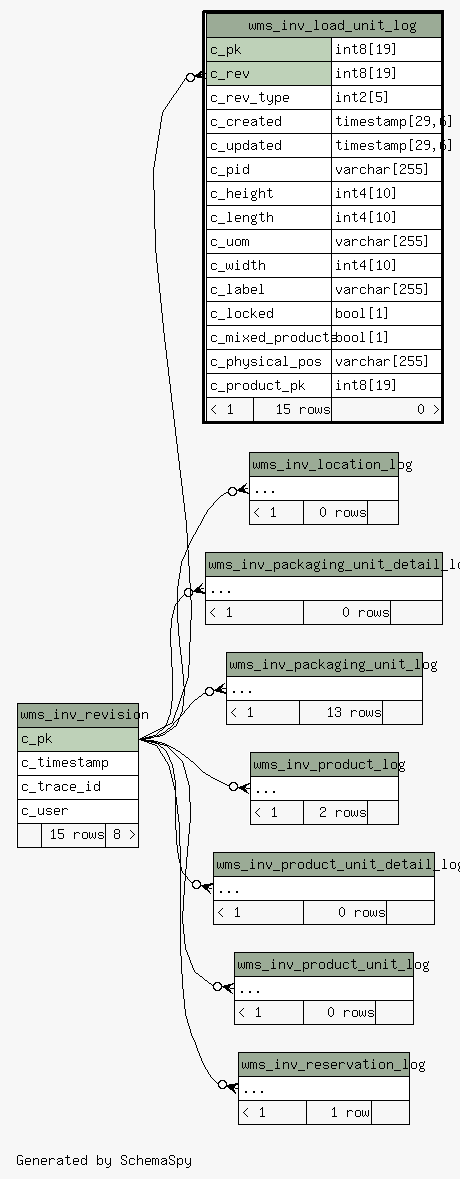 wms_inv_load_unit_log
c_pk int8[19]
c_rev int8[19]
c_rev_type int2[5]
c_created timestamp[29,6]
c_updated timestamp[29,6]
c_pid varchar[255]
c_height int4[10]
c_length int4[10]
c_uom varchar[255]
c_width int4[10]
c_label varchar[255]
c_locked bool[1]
c_mixed_products bool[1]
c_physical_pos varchar[255]
c_product_pk int8[19]
< 1 15 rows 0 >
wms_inv_location_log
...
< 1 0 rows
wms_inv_packaging_unit_detail_lo
...
< 1 0 rows
wms_inv_packaging_unit_log
...
< 1 13 rows
wms_inv_revision
c_pk
c_timestamp
c_trace_id
c_user
15 rows 8 >
wms_inv_product_log
...
< 1 2 rows
wms_inv_product_unit_detail_log
...
< 1 0 rows
wms_inv_product_unit_log
...
< 1 0 rows
wms_inv_reservation_log
...
< 1 1 row
Generated by SchemaSpy